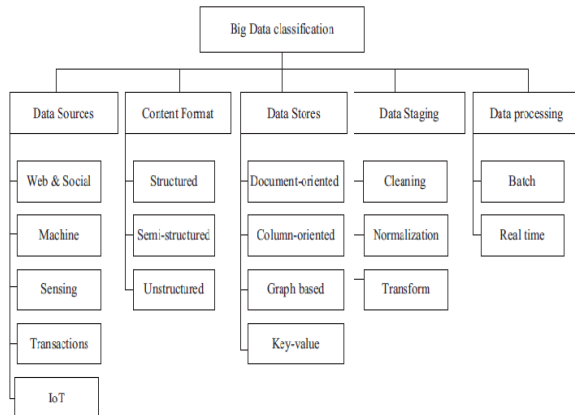 Big Data classification
Data Sources
Content Format
Data Stores
Data Staging
Data processing
Web & Social
Structured
Document-oriented
Cleaning
Batch
Machine
Semi-structured
Column-oriented
Normalization
Real time
Sensing
Unstructured
Graph based
Transform
Transactions
Key-value
IoT